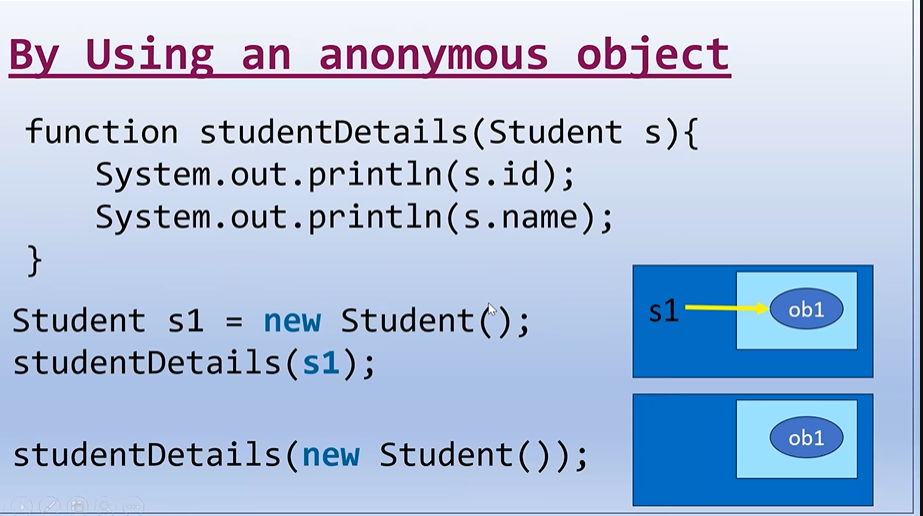 By Using an anonymous object
function studentDetails(Student s){
System.out.println(s.id);
System.out.println(s.name);
}
Student s1 = new Student();
studentDetails(s1);
studentDetails(new Student());
s1
ob1
ob1